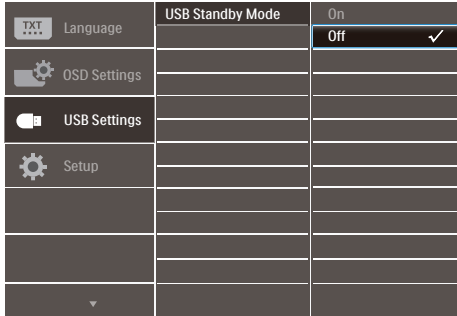 TXT
Language
OSD Settings
USB Settings
Setup
USB Standby Mode
On
Off